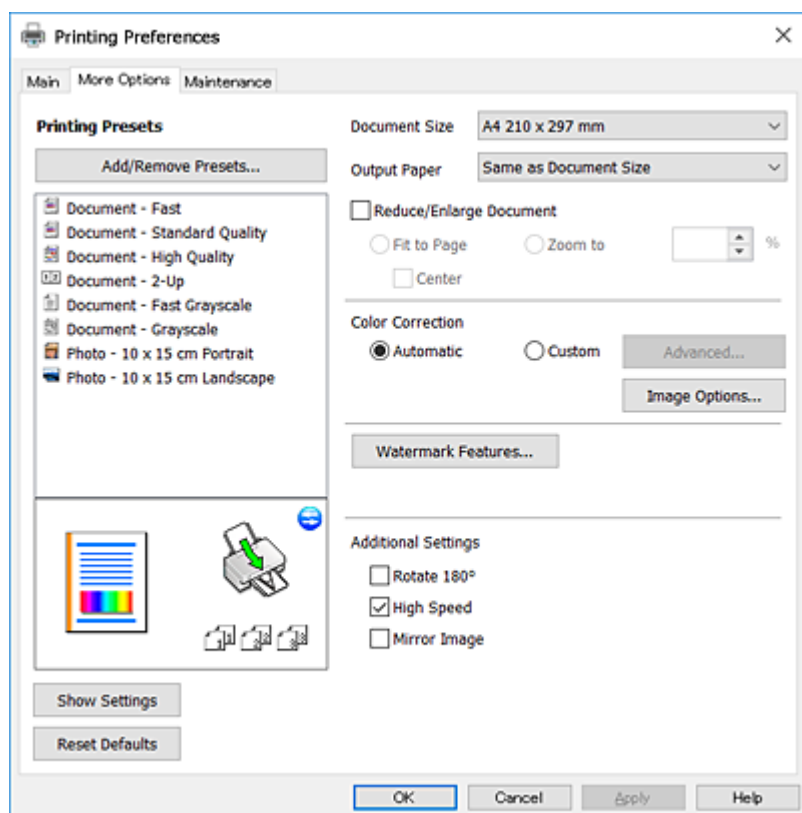 Printing Preferences
Main More Options Maintenance
Printing Presets
Add/Remove Presets...
Document - Fast
Document - Standard Quality
Document - High Quality
Document - 2-Up
Document - Fast Grayscale
Document - Grayscale
Photo - 10 x 15 cm Portrait
Photo - 10 x 15 cm Landscape
Show Settings
Reset Defaults
Document Size A4 210 x 297 mm
Output Paper Same as Document Size
Reduce/Enlarge Document
Fit to Page Zoom to %
Center
Color Correction
Automatic Custom Advanced...
Image Options...
Watermark Features...
Additional Settings
Rotate 180°
High Speed
Mirror Image
OK Cancel Apply Help